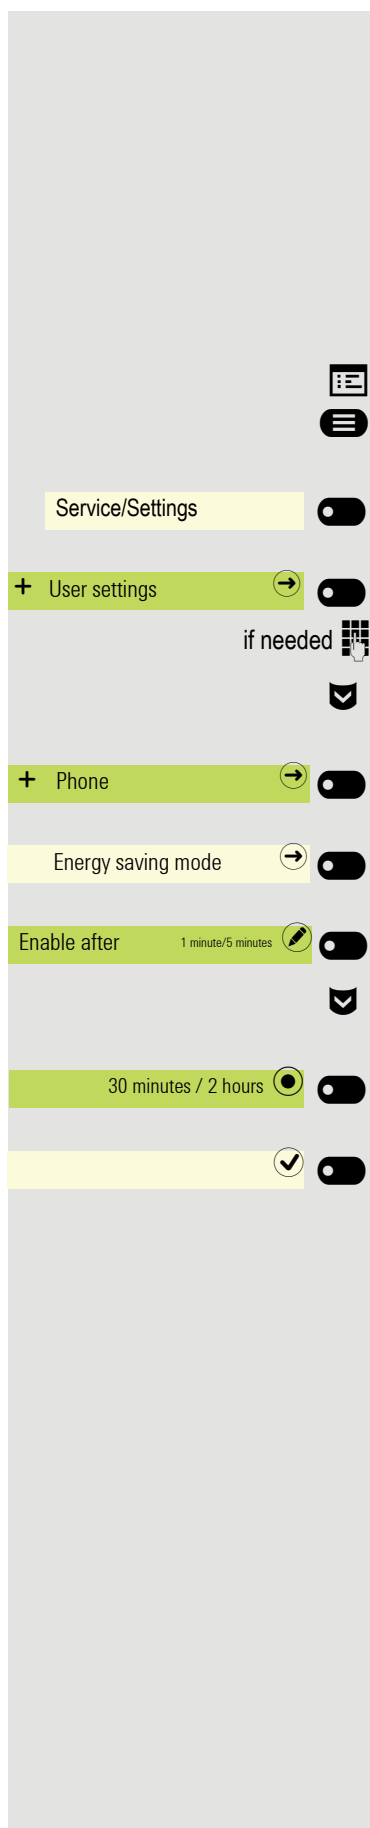 Service/Settings
+ User settings
if needed
+ Phone
Energy saving mode
Enable after 1 minute/5 minutes
30 minutes / 2 hours